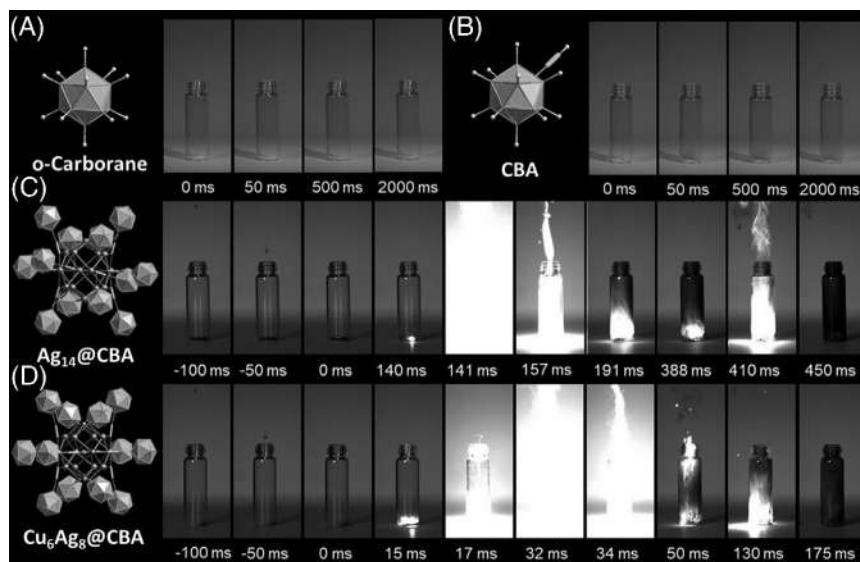 (A)
o-Carborane
0 ms 50 ms 500 ms 2000 ms
(B)
CBA
0 ms 50 ms 500 ms 2000 ms
(C)
Ag₁₄@CBA
-100 ms -50 ms 0 ms 140 ms 141 ms 157 ms 191 ms 388 ms 410 ms 450 ms
(D)
Cu₆Ag₈@CBA
-100 ms -50 ms 0 ms 15 ms 17 ms 32 ms 34 ms 50 ms 130 ms 175 ms